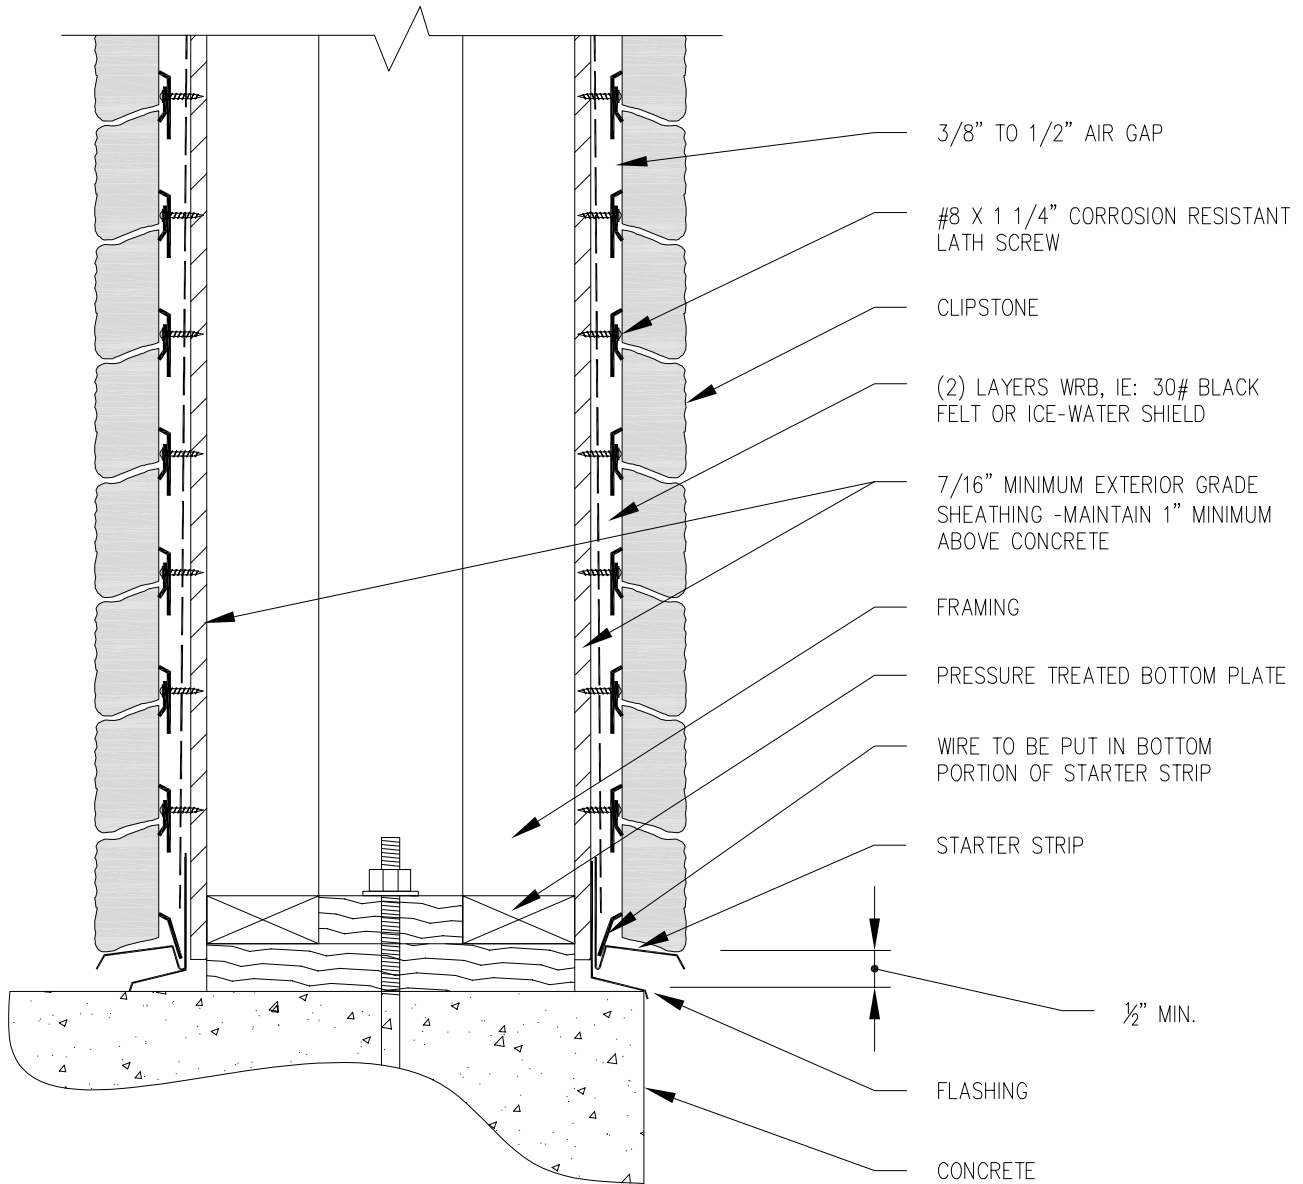 3/8” TO 1/2” AIR GAP
#8 X 1 1/4” CORROSION RESISTANT
LATH SCREW
CLIPSTONE
(2) LAYERS WRB, IE: 30# BLACK
FELT OR ICE-WATER SHIELD
7/16” MINIMUM EXTERIOR GRADE
SHEATHING -MAINTAIN 1” MINIMUM
ABOVE CONCRETE
FRAMING
PRESSURE TREATED BOTTOM PLATE
WIRE TO BE PUT IN BOTTOM
PORTION OF STARTER STRIP
STARTER STRIP
½” MIN.
FLASHING
CONCRETE